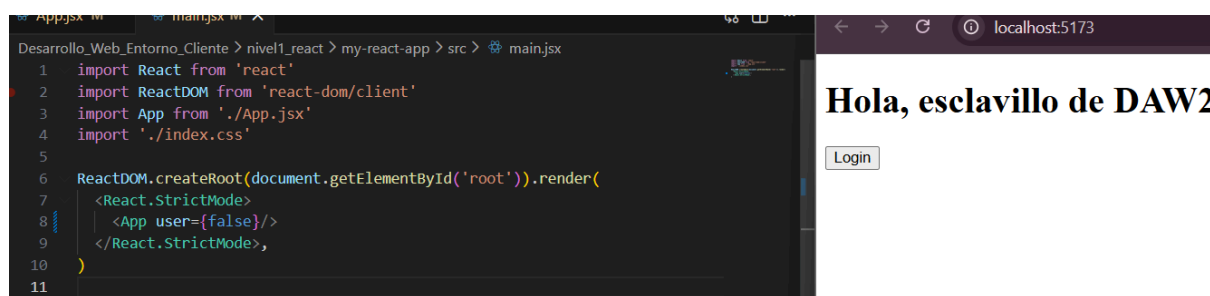 App.jsx M main.jsx M
Desarrollo_Web_Entorno_Cliente > nivel1_react > my-react-app > src > main.jsx
1 import React from 'react'
2 import ReactDOM from 'react-dom/client'
3 import App from './App.jsx'
4 import './index.css'
5
6 ReactDOM.createRoot(document.getElementById('root')).render(
7 <React.StrictMode>
8 <App user={false}/>
9 </React.StrictMode>,
10 )
11
localhost:5173
Hola, esclavillo de DAW2
Login